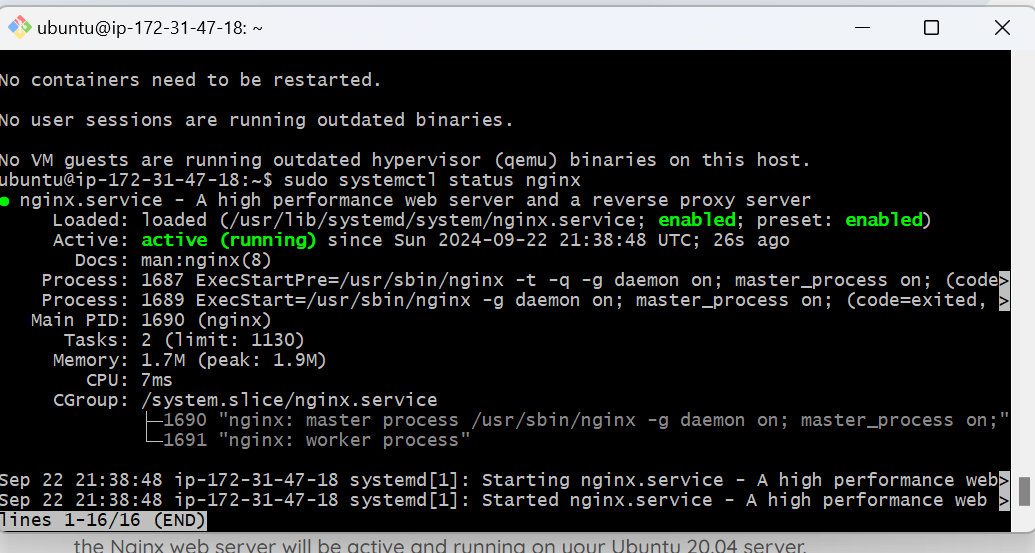 ubuntu@ip-172-31-47-18: ~
No containers need to be restarted.
No user sessions are running outdated binaries.
No VM guests are running outdated hypervisor (qemu) binaries on this host.
ubuntu@ip-172-31-47-18:~$ sudo systemctl status nginx
● nginx.service - A high performance web server and a reverse proxy server
Loaded: loaded (/usr/lib/systemd/system/nginx.service; enabled; preset: enabled)
Active: active (running) since Sun 2024-09-22 21:38:48 UTC; 26s ago
Docs: man:nginx(8)
Process: 1687 ExecStartPre=/usr/sbin/nginx -t -q -g daemon on; master_process on; (code>
Process: 1689 ExecStart=/usr/sbin/nginx -g daemon on; master_process on; (code=exited, >
Main PID: 1690 (nginx)
Tasks: 2 (limit: 1130)
Memory: 1.7M (peak: 1.9M)
CPU: 7ms
CGroup: /system.slice/nginx.service
├─1690 "nginx: master process /usr/sbin/nginx -g daemon on; master_process on;"
└─1691 "nginx: worker process"
Sep 22 21:38:48 ip-172-31-47-18 systemd[1]: Starting nginx.service - A high performance web>
Sep 22 21:38:48 ip-172-31-47-18 systemd[1]: Started nginx.service - A high performance web >
lines 1-16/16 (END)
the Nginx web server will be active and running on your Ubuntu 20.04 server.